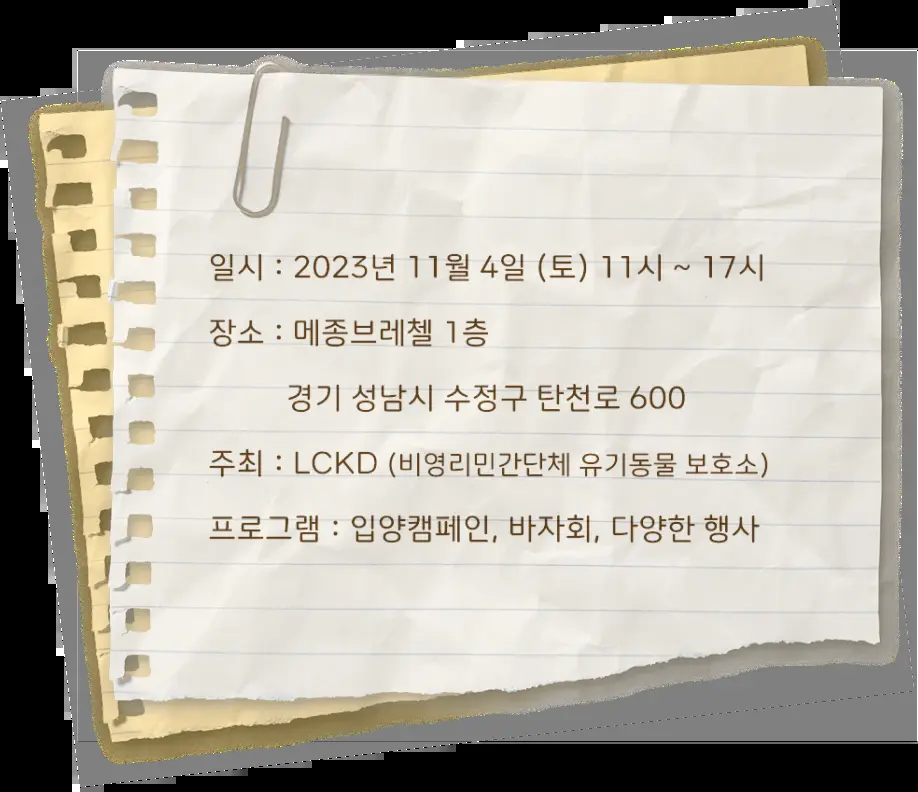 일시 : 2023년 11월 4일 (토) 11시 ~ 17시
장소 : 메종브레첼 1층
경기 성남시 수정구 탄천로 600
주최 : LCKD (비영리민간단체 유기동물 보호소)
프로그램 : 입양캠페인, 바자회, 다양한 행사